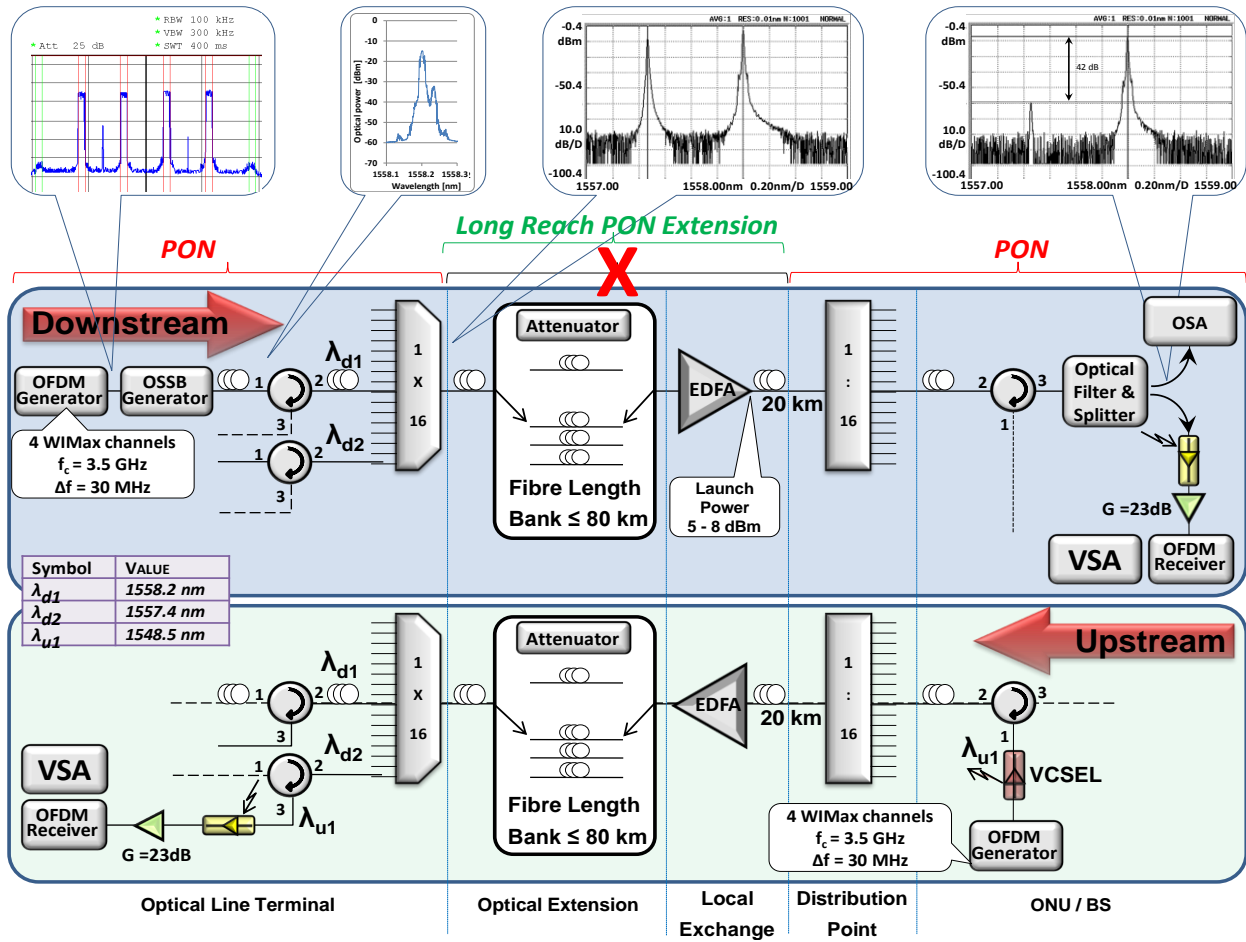 * RBW 100 kHz
* VBW 300 kHz
* Att 25 dB * SWT 400 ms
Optical power [dBm]
0
-10
-20
-30
-40
-50
-60
-70
1558.1 1558.2 1558.3
Wavelength [nm]
AVG:1 RES:0.01nm N:1001 NORMAL
-0.4
dBm
-50.4
10.0
dB/D
-100.4
1557.00 1558.00nm 0.20nm/D 1559.00
AVG:1 RES:0.01nm N:1001 NORMAL
-0.4
dBm
42 dB
-50.4
10.0
dB/D
-100.4
1557.00 1558.00nm 0.20nm/D 1559.00
Long Reach PON Extension
PON
X
PON
Downstream
OFDM
Generator
OSSB
Generator
1
2
3
λd1
2
3
λd2
4 WIMax channels
fc = 3.5 GHz
Δf = 30 MHz
1
X
16
Attenuator
Fibre Length
Bank ≤ 80 km
EDFA
20 km
Launch
Power
5 - 8 dBm
1
:
16
2
3
1
Optical
Filter &
Splitter
OSA
G =23dB
VSA
OFDM
Receiver
Symbol VALUE
λd1 1558.2 nm
λd2 1557.4 nm
λu1 1548.5 nm
Upstream
1
2
3
λd1
1
2
3
λd2
λu1
VSA
OFDM
Receiver
G =23dB
1
X
16
Attenuator
Fibre Length
Bank ≤ 80 km
EDFA
20 km
1
:
16
2
3
1
λu1
VCSEL
4 WIMax channels
fc = 3.5 GHz
Δf = 30 MHz
OFDM
Generator
Optical Line Terminal
Optical Extension
Local
Exchange
Distribution
Point
ONU / BS